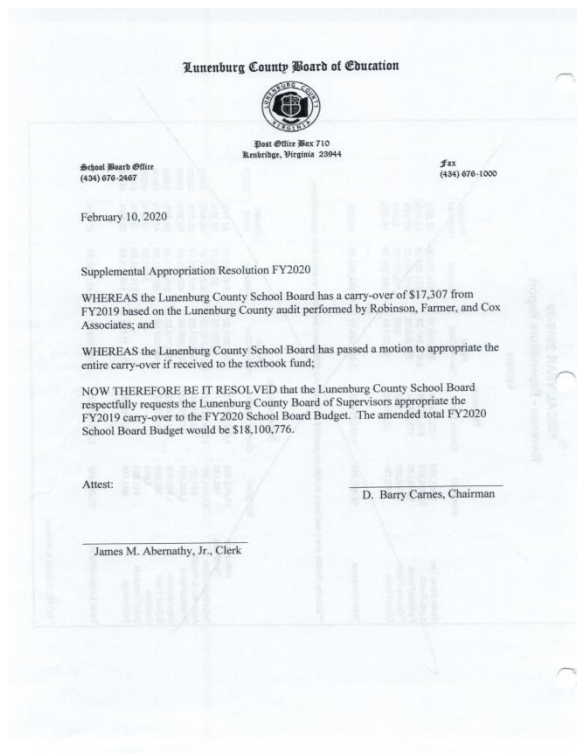 Lunenburg County Board of Education
LUNENBURG COUNTY
VIRGINIA
Post Office Box 710
Kenbridge, Virginia 23944
School Board Office
(434) 676-2467
Fax
(434) 676-1000
February 10, 2020
Supplemental Appropriation Resolution FY2020
WHEREAS the Lunenburg County School Board has a carry-over of $17,307 from
FY2019 based on the Lunenburg County audit performed by Robinson, Farmer, and Cox
Associates; and
WHEREAS the Lunenburg County School Board has passed a motion to appropriate the
entire carry-over if received to the textbook fund;
NOW THEREFORE BE IT RESOLVED that the Lunenburg County School Board
respectfully requests the Lunenburg County Board of Supervisors appropriate the
FY2019 carry-over to the FY2020 School Board Budget. The amended total FY2020
School Board Budget would be $18,100,776.
Attest:
D. Barry Carnes, Chairman
James M. Abernathy, Jr., Clerk